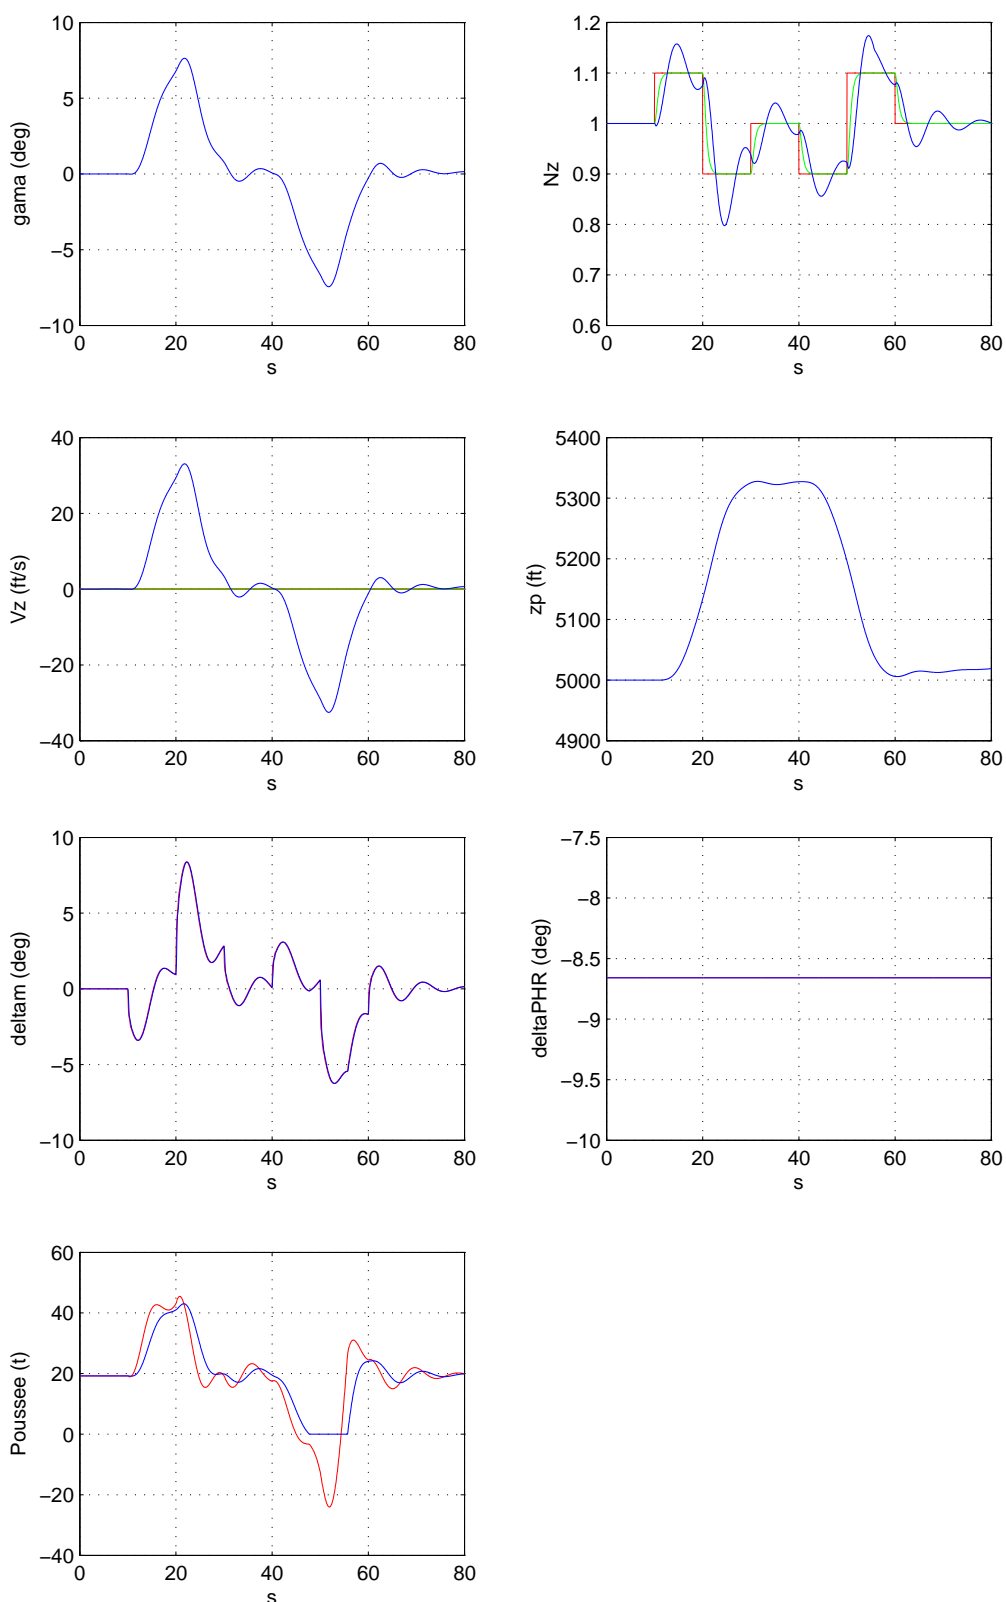 10
5
0
−5
−10
gama (deg)
0 20 40 60 80
s
1.2
1.1
1
0.9
0.8
0.7
0.6
Nz
0 20 40 60 80
s
40
20
0
−20
−40
Vz (ft/s)
0 20 40 60 80
s
5400
5300
5200
5100
5000
4900
zp (ft)
0 20 40 60 80
s
10
5
0
−5
−10
deltam (deg)
0 20 40 60 80
s
−7.5
−8
−8.5
−9
−9.5
−10
deltaPHR (deg)
0 20 40 60 80
s
60
40
20
0
−20
−40
Poussee (t)
0 20 40 60 80
s